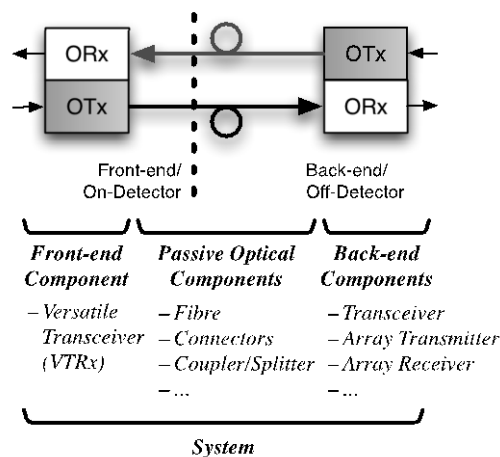 ORx
OTx
OTx
ORx
Front-end/
On-Detector
Back-end/
Off-Detector
Front-end
Component
– Versatile
Transceiver
(VTRx)
Passive Optical
Components
– Fibre
– Connectors
– Coupler/Splitter
– ...
Back-end
Components
– Transceiver
– Array Transmitter
– Array Receiver
– ...
System